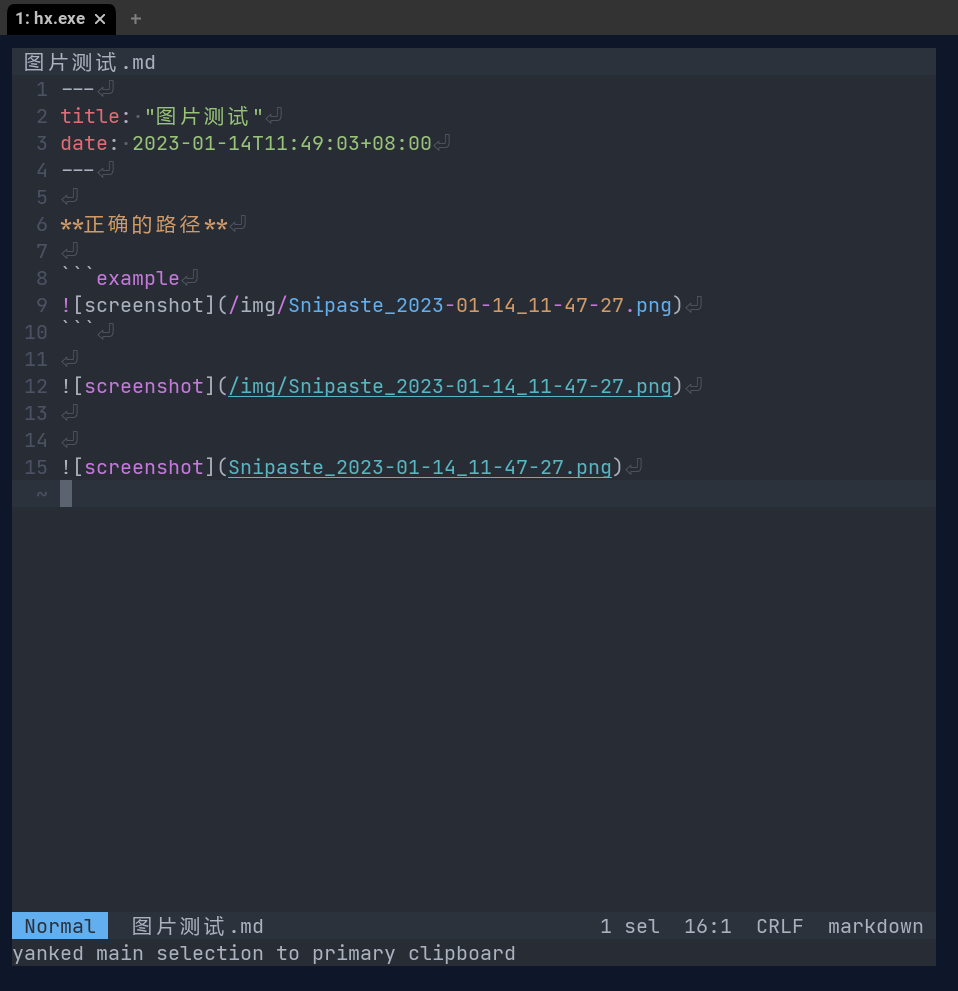 1: hx.exe ✕ +
图片测试.md
1 ---⏎
2 title:·"图片测试"⏎
3 date:·2023-01-14T11:49:03+08:00⏎
4 ---⏎
5 ⏎
6 **正确的路径**⏎
7 ⏎
8 ```example⏎
9 ![screenshot](/img/Snipaste_2023-01-14_11-47-27.png)⏎
10 ```⏎
11 ⏎
12 ![screenshot](/img/Snipaste_2023-01-14_11-47-27.png)⏎
13 ⏎
14 ⏎
15 ![screenshot](Snipaste_2023-01-14_11-47-27.png)⏎
~
Normal 图片测试.md 1 sel 16:1 CRLF markdown
yanked main selection to primary clipboard